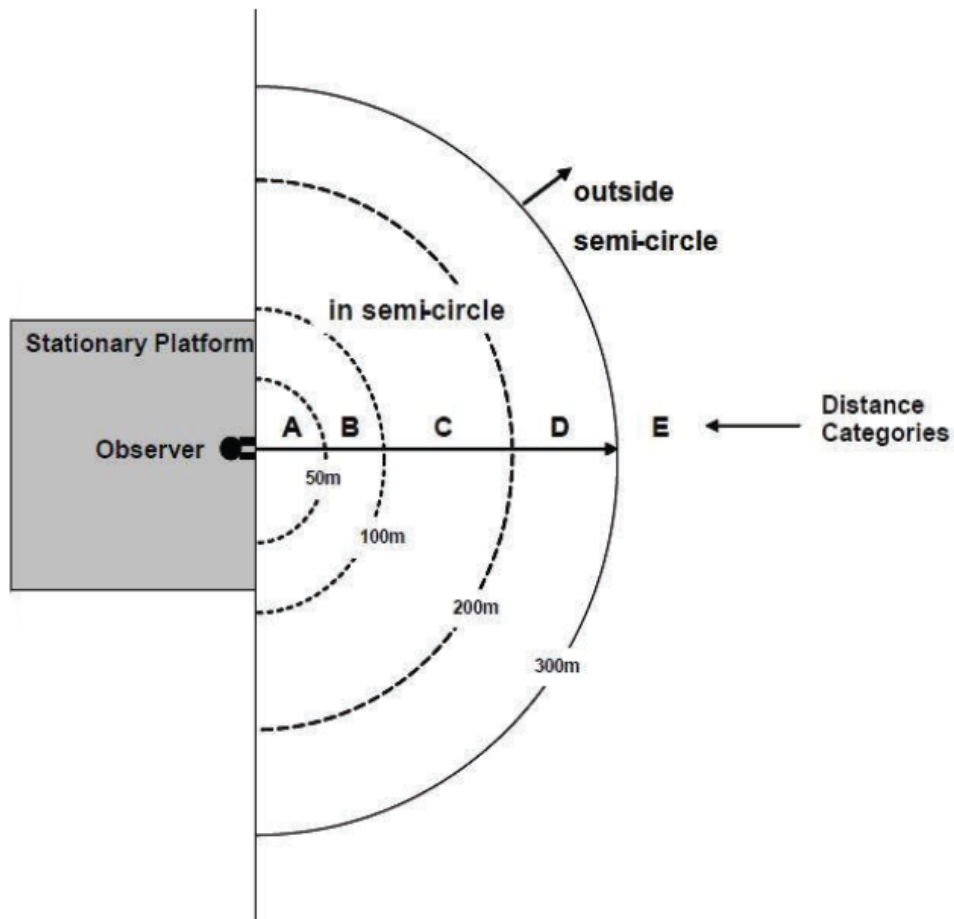 outside
semi-circle
in semi-circle
Stationary Platform
A B C D E
Distance
Categories
Observer
50m
100m
200m
300m